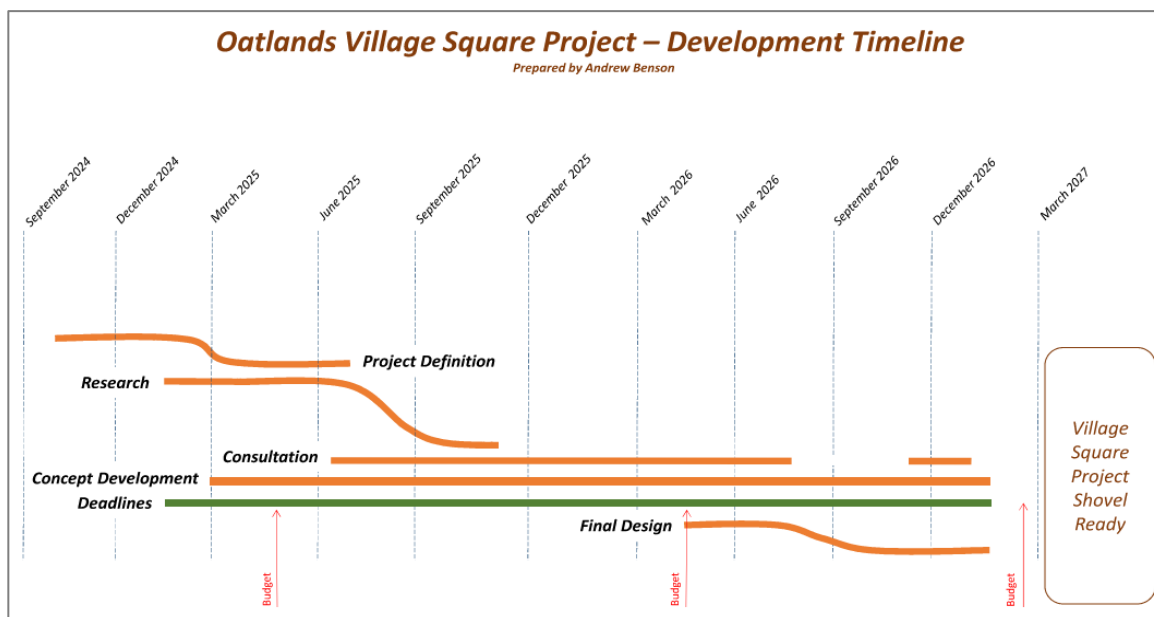 Oatlands Village Square Project – Development Timeline
Prepared by Andrew Benson
September 2024
December 2024
March 2025
June 2025
September 2025
December 2025
March 2026
June 2026
September 2026
December 2026
March 2027
Project Definition
Research
Consultation
Concept Development
Deadlines
Final Design
Budget
Budget
Budget
Village
Square
Project
Shovel
Ready